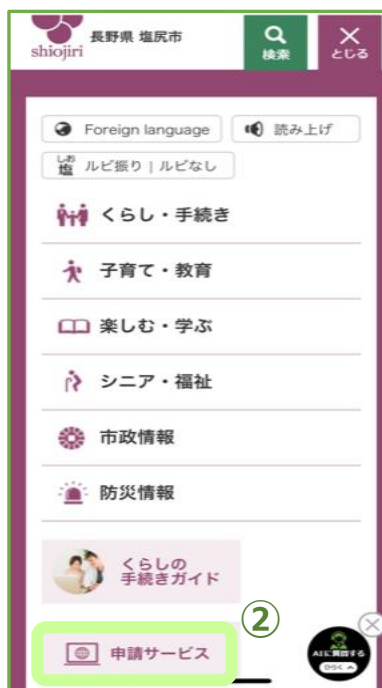 shiojiri
長野県 塩尻市
検索
とじる
Foreign language
読み上げ
しお
塩
ルビ振り | ルビなし
くらし・手続き
子育て・教育
楽しむ・学ぶ
シニア・福祉
市政情報
防災情報
くらしの
手続きガイド
②
申請サービス
AIに質問する
ひらく